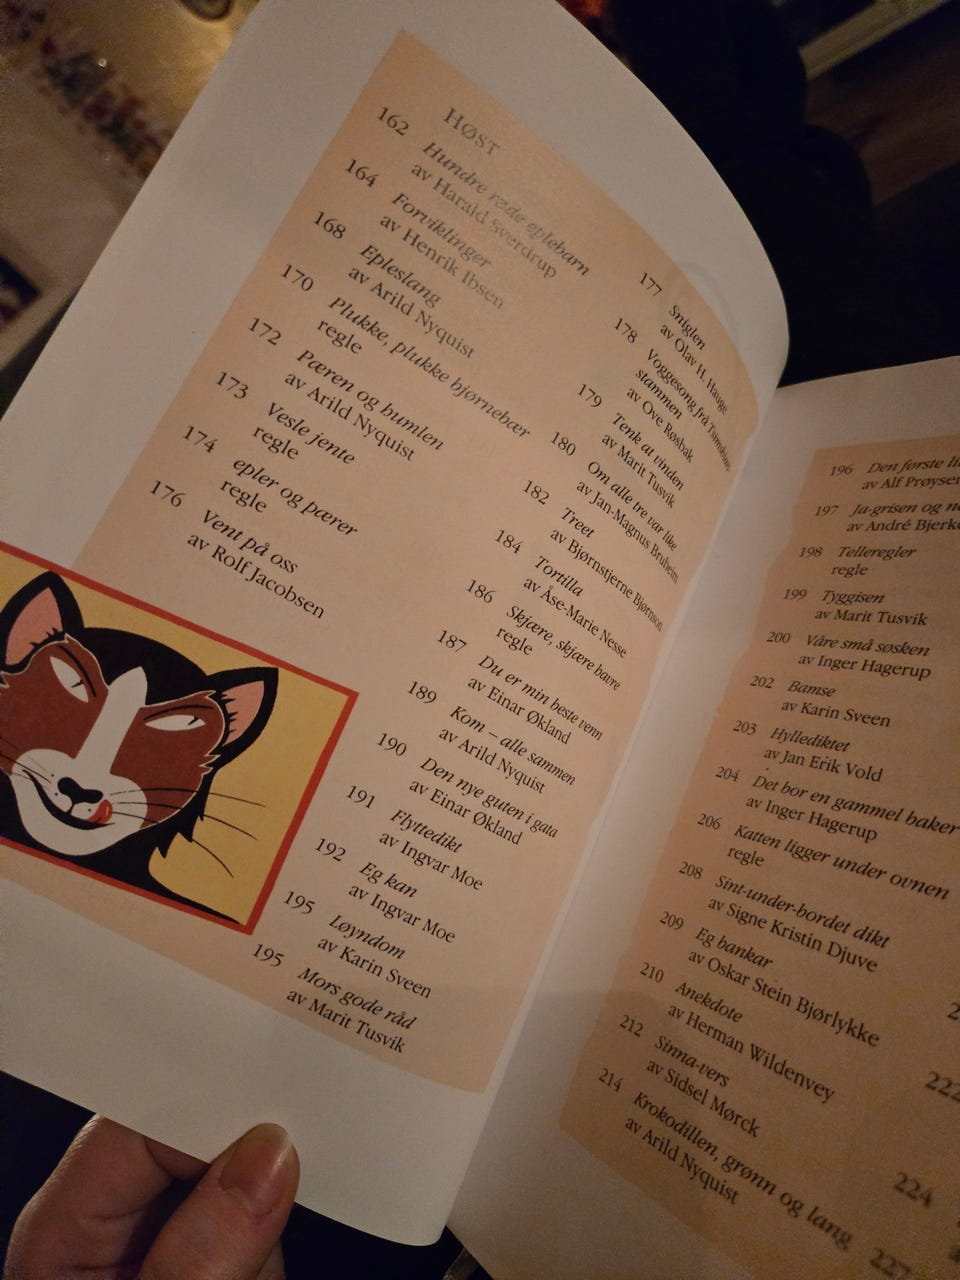 HØST
162 Hundre røde eplebarn
av Harald Sverdrup
164 Forviklinger
av Henrik Ibsen
168 Epleslang
av Arild Nyquist
170 Plukke, plukke bjørnebær
regle
172 Pæren og humlen
av Arild Nyquist
173 Vesle jente
regle
174 epler og pærer
regle
176 Vent på oss
av Rolf Jacobsen
177 Sniglen
av Olav H. Hauge
178 Voggesong frå
stammen
av Ove Røsbak
179 Tenk at vinden
av Marit Tusvik
180 Om alle tre var like
av Jan-Magnus Bruheim
182 Treet
av Bjørnstjerne Bjørnson
184 Tortilla
av Åse-Marie Nesse
186 Skjære, skjære havre
regle
187 Du er min beste venn
av Einar Økland
189 Kom – alle sammen
av Arild Nyquist
190 Den nye guten i gata
av Einar Økland
191 Flyttedikt
av Ingvar Moe
192 Eg kan
av Ingvar Moe
195 Løyndom
av Karin Sveen
195 Mors gode råd
av Marit Tusvik
196 Den første
av Alf Prøysen
197 Ja-grisen og
av André
198 Telleregler
regle
199 Tyggisen
av Marit Tusvik
200 Våre små søsken
av Inger Hagerup
202 Bamse
av Karin Sveen
203 Hyllediktet
av Jan Erik Vold
204 Det bor en gammel baker
av Inger Hagerup
206 Katten ligger under ovnen
regle
208 Sint-under-bordet dikt
av Signe Kristin Djuve
209 Eg bankar
av Oskar Stein Bjørlykke
210 Anekdote
av Herman Wildenvey
212 Sinna-vers
av Sidsel Mørck
214 Krokodillen, grønn og lang
av Arild Nyquist
222
224
227